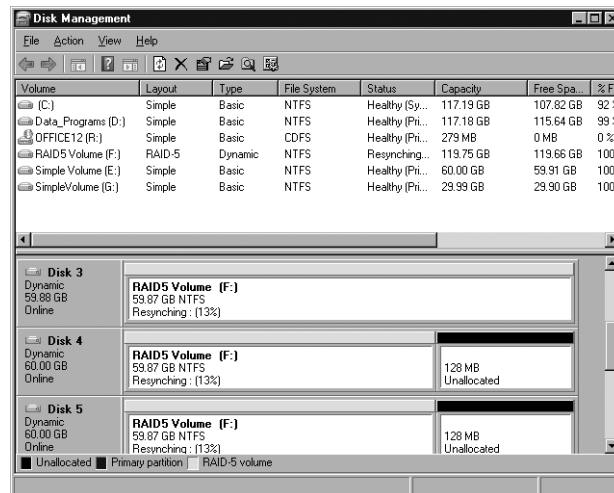 Disk Management
File Action View Help
Volume Layout Type File System Status Capacity Free Spa... % F
(C:) Simple Basic NTFS Healthy (Sy... 117.19 GB 107.82 GB 92
Data_Programs (D:) Simple Basic NTFS Healthy (Pri... 117.18 GB 115.64 GB 99
OFFICE12 (R:) Simple Basic CDFS Healthy (Pri... 279 MB 0 MB 0 %
RAID5 Volume (F:) RAID-5 Dynamic NTFS Resynching... 119.75 GB 119.66 GB 100
Simple Volume (E:) Simple Basic NTFS Healthy (Pri... 60.00 GB 59.91 GB 100
SimpleVolume (G:) Simple Basic NTFS Healthy (Pri... 29.99 GB 29.90 GB 100
Disk 3
Dynamic
59.88 GB
Online
RAID5 Volume (F:)
59.87 GB NTFS
Resynching : (13%)
Disk 4
Dynamic
60.00 GB
Online
RAID5 Volume (F:)
59.87 GB NTFS
Resynching : (13%)
128 MB
Unallocated
Disk 5
Dynamic
60.00 GB
Online
RAID5 Volume (F:)
59.87 GB NTFS
Resynching : (13%)
128 MB
Unallocated
Unallocated Primary partition RAID-5 volume